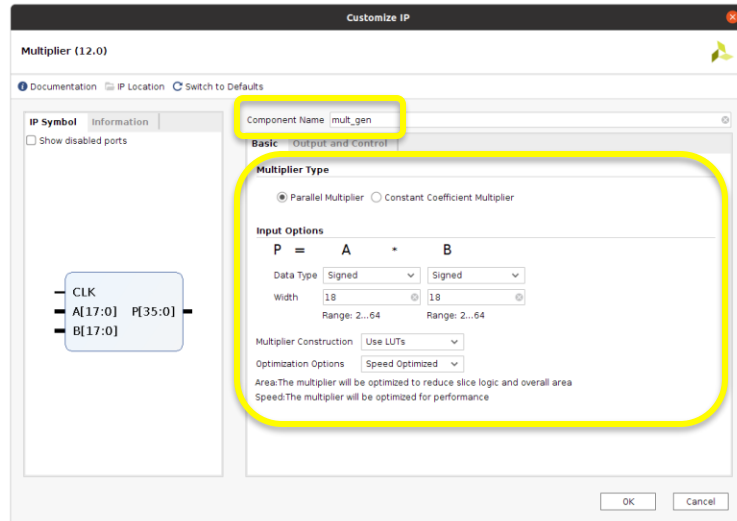 Customize IP
Multiplier (12.0)
Documentation IP Location Switch to Defaults
IP Symbol Information
Show disabled ports
CLK
A[17:0] P[35:0]
B[17:0]
Component Name mult_gen
Basic Output and Control
Multiplier Type
Parallel Multiplier Constant Coefficient Multiplier
Input Options
P = A * B
Data Type Signed Signed
Width 18 18
Range: 2...64 Range: 2...64
Multiplier Construction Use LUTs
Optimization Options Speed Optimized
Area:The multiplier will be optimized to reduce slice logic and overall area
Speed:The multiplier will be optimized for performance
OK Cancel